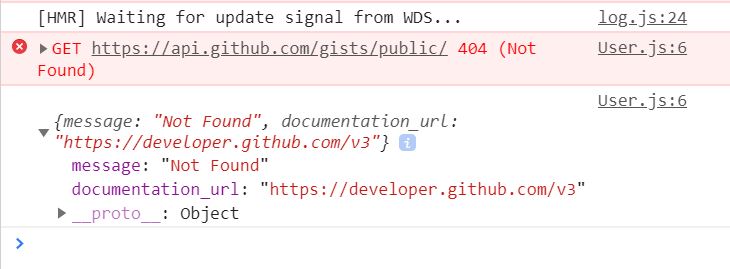 [HMR] Waiting for update signal from WDS... log.js:24
▶GET https://api.github.com/gists/public/ 404 (Not User.js:6
Found)
User.js:6
{message: "Not Found", documentation_url:
▼"https://developer.github.com/v3"} i
message: "Not Found"
documentation_url: "https://developer.github.com/v3"
▶__proto__: Object
>